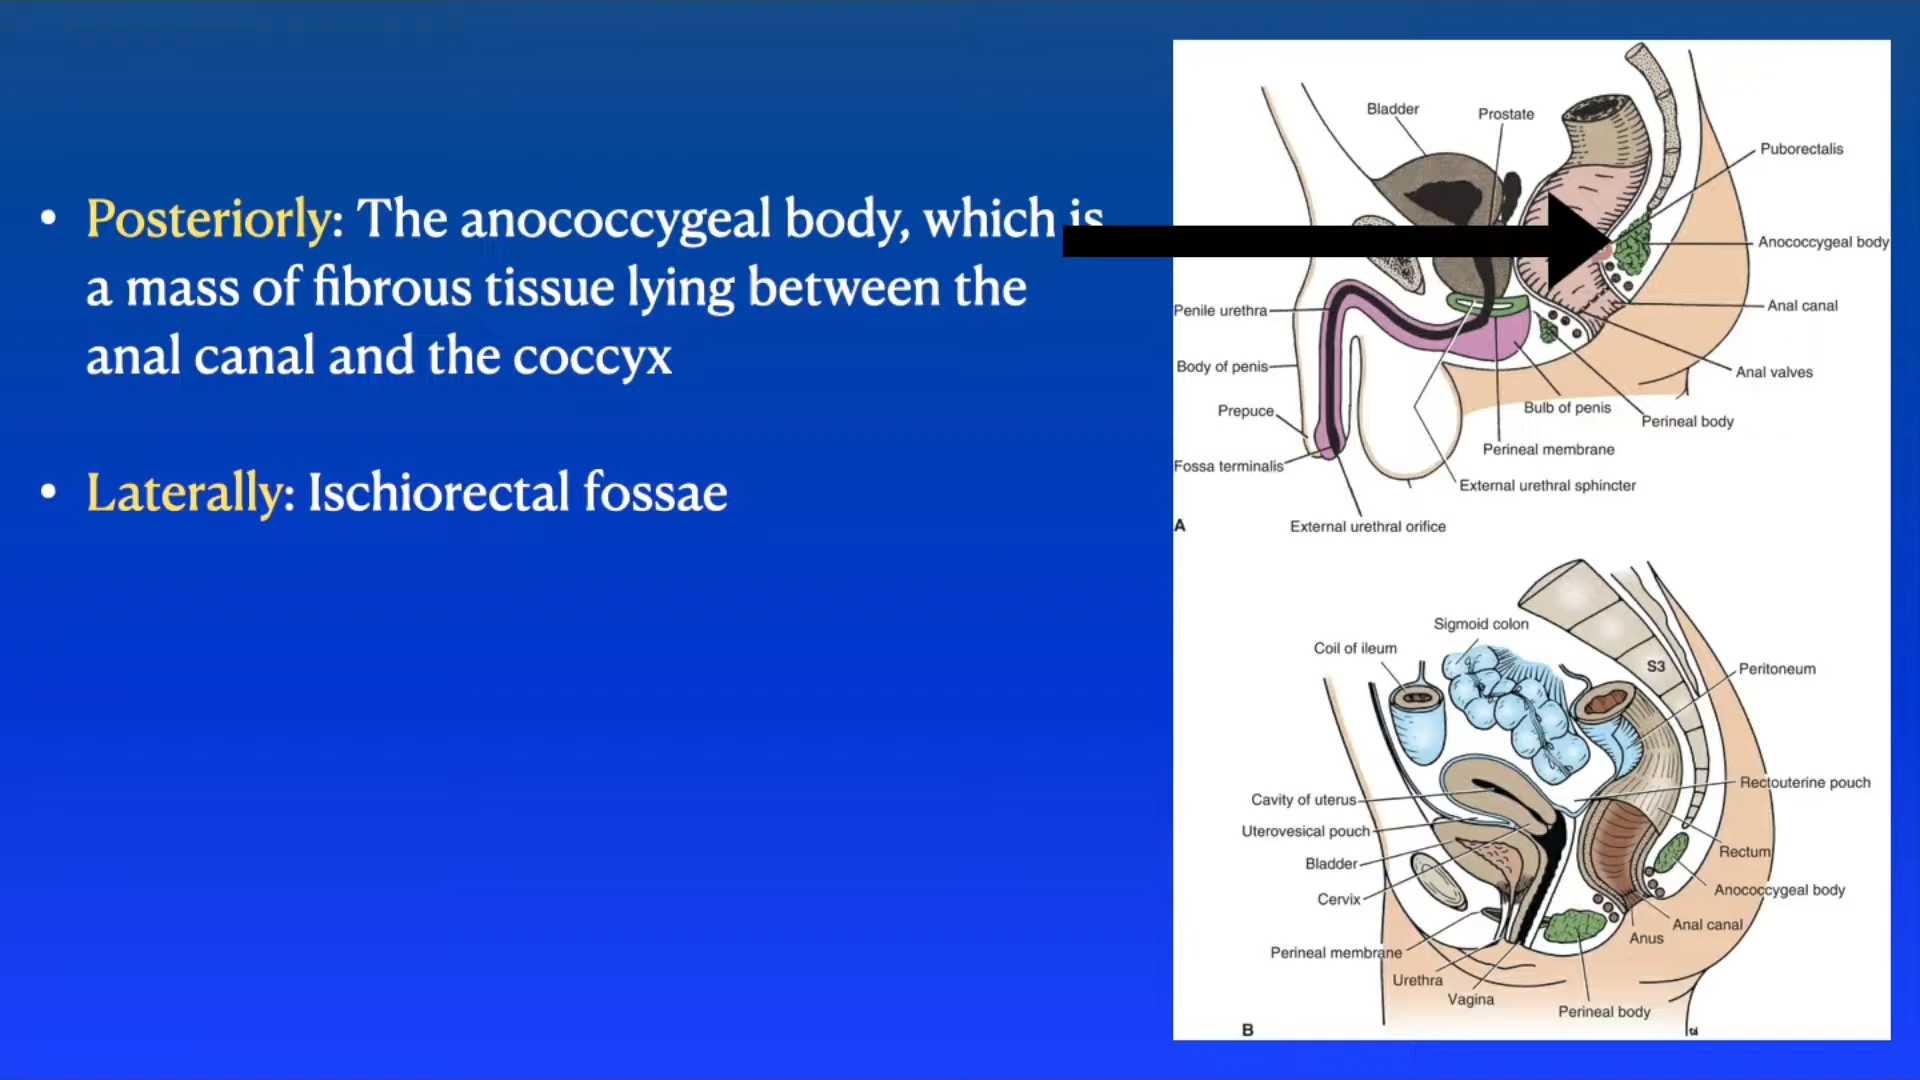 • Posteriorly: The anococcygeal body, which is
a mass of fibrous tissue lying between the
anal canal and the coccyx
• Laterally: Ischiorectal fossae
Bladder
Prostate
Puborectalis
Anococcygeal body
Anal canal
Anal valves
Penile urethra
Body of penis
Prepuce
Fossa terminalis
Bulb of penis
Perineal body
Perineal membrane
External urethral sphincter
External urethral orifice
A
Sigmoid colon
Coil of ileum
S3
Peritoneum
Rectouterine pouch
Cavity of uterus
Uterovesical pouch
Bladder
Cervix
Rectum
Anococcygeal body
Anal canal
Anus
Perineal membrane
Urethra
Vagina
Perineal body
B